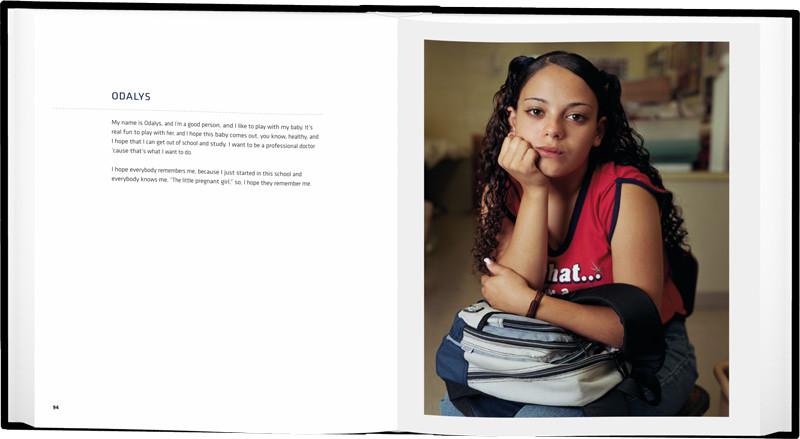 ODALYS
My name is Odalys, and I'm a good person, and I like to play with my baby. It's
real fun to play with her, and I hope this baby comes out, you know, healthy, and
I hope that I can get out of school and study. I want to be a professional doctor
'cause that's what I want to do.
I hope everybody remembers me, because I just started in this school and
everybody knows me. "The little pregnant girl," so, I hope they remember me.
hat...
94